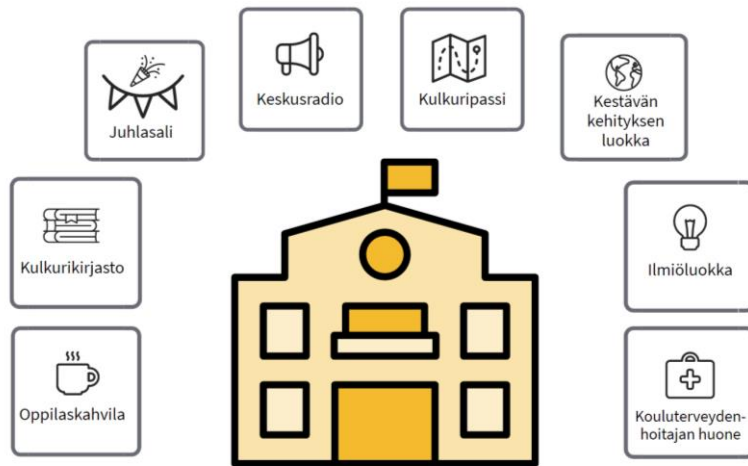 Juhlasali
Keskusradio
Kulkuripassi
Kestävän
kehityksen
luokka
Kulkurikirjasto
Ilmiöluokka
Oppilaskahvila
Kouluterveyden-
hoitajan huone